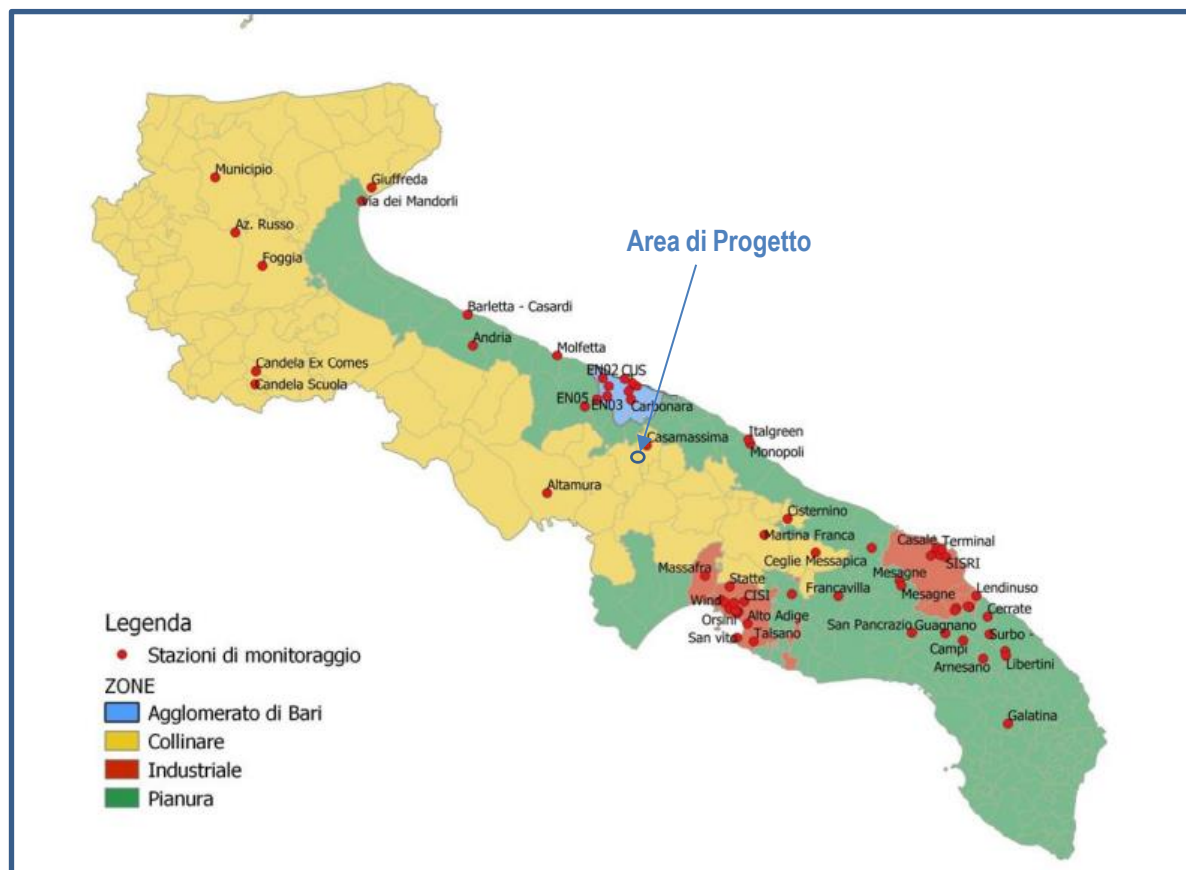 Municipio
Giuffreda
via dei Mandorli
Az. Russo
Foggia
Area di Progetto
Barletta - Casardi
Andria
Molfetta
Candela Ex Comes
Candela Scuola
EN02 CUS
EN05
EN03
Carbonara
Casamassima
Italgreen
Monopoli
Altamura
Cisternino
Martina Franca
Ceglie Messapica
Casale
Terminal
SISRI
Massafra
Statte
Mesagne
Mesagne
Lendinuso
Wind
CISI
Francavilla
Cerrate
Orsini
Alto Adige
San Pancrazio
Guagnano
Surbo -
San vito
Talsano
Campi
Arnesano
Libertini
Galatina
Legenda
Stazioni di monitoraggio
ZONE
Agglomerato di Bari
Collinare
Industriale
Pianura